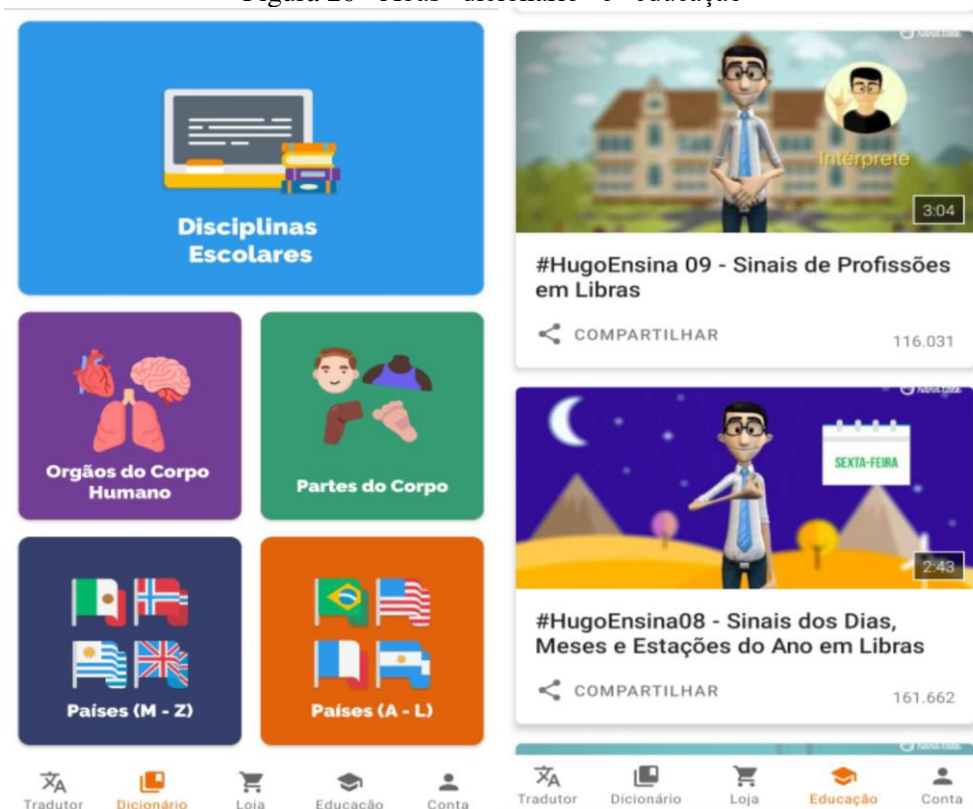 Disciplinas
Escolares
Orgãos do Corpo
Humano
Partes do Corpo
Países (M - Z)
Países (A - L)
Tradutor
Dicionário
Loja
Educação
Conta
Intérprete
3:04
#HugoEnsina 09 - Sinais de Profissões
em Libras
COMPARTILHAR
116.031
SEXTA-FEIRA
2:43
#HugoEnsina08 - Sinais dos Dias,
Meses e Estações do Ano em Libras
COMPARTILHAR
161.662
Tradutor
Dicionário
Loja
Educação
Conta